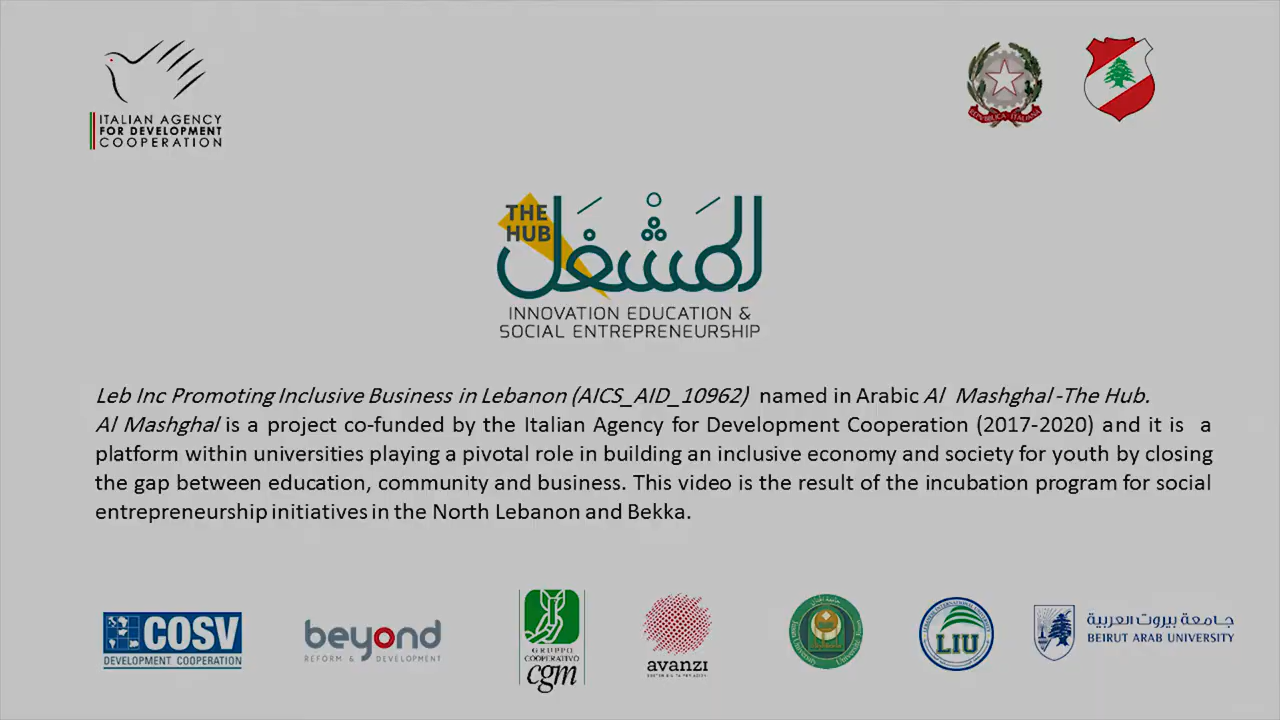 ITALIAN AGENCY
FOR DEVELOPMENT
COOPERATION
REPVBBLICA ITALIANA
THE
HUB
المَشْغَل
INNOVATION EDUCATION &
SOCIAL ENTREPRENEURSHIP
Leb Inc Promoting Inclusive Business in Lebanon (AICS_AID_10962) named in Arabic Al Mashghal -The Hub.
Al Mashghal is a project co-funded by the Italian Agency for Development Cooperation (2017-2020) and it is a
platform within universities playing a pivotal role in building an inclusive economy and society for youth by closing
the gap between education, community and business. This video is the result of the incubation program for social
entrepreneurship initiatives in the North Lebanon and Bekka.
COSV
DEVELOPMENT COOPERATION
beyond
REFORM & DEVELOPMENT
GRUPPO
COOPERATIVO
cgm
avanzi
Jinan University
LIU
جامعة بيروت العربية
BEIRUT ARAB UNIVERSITY